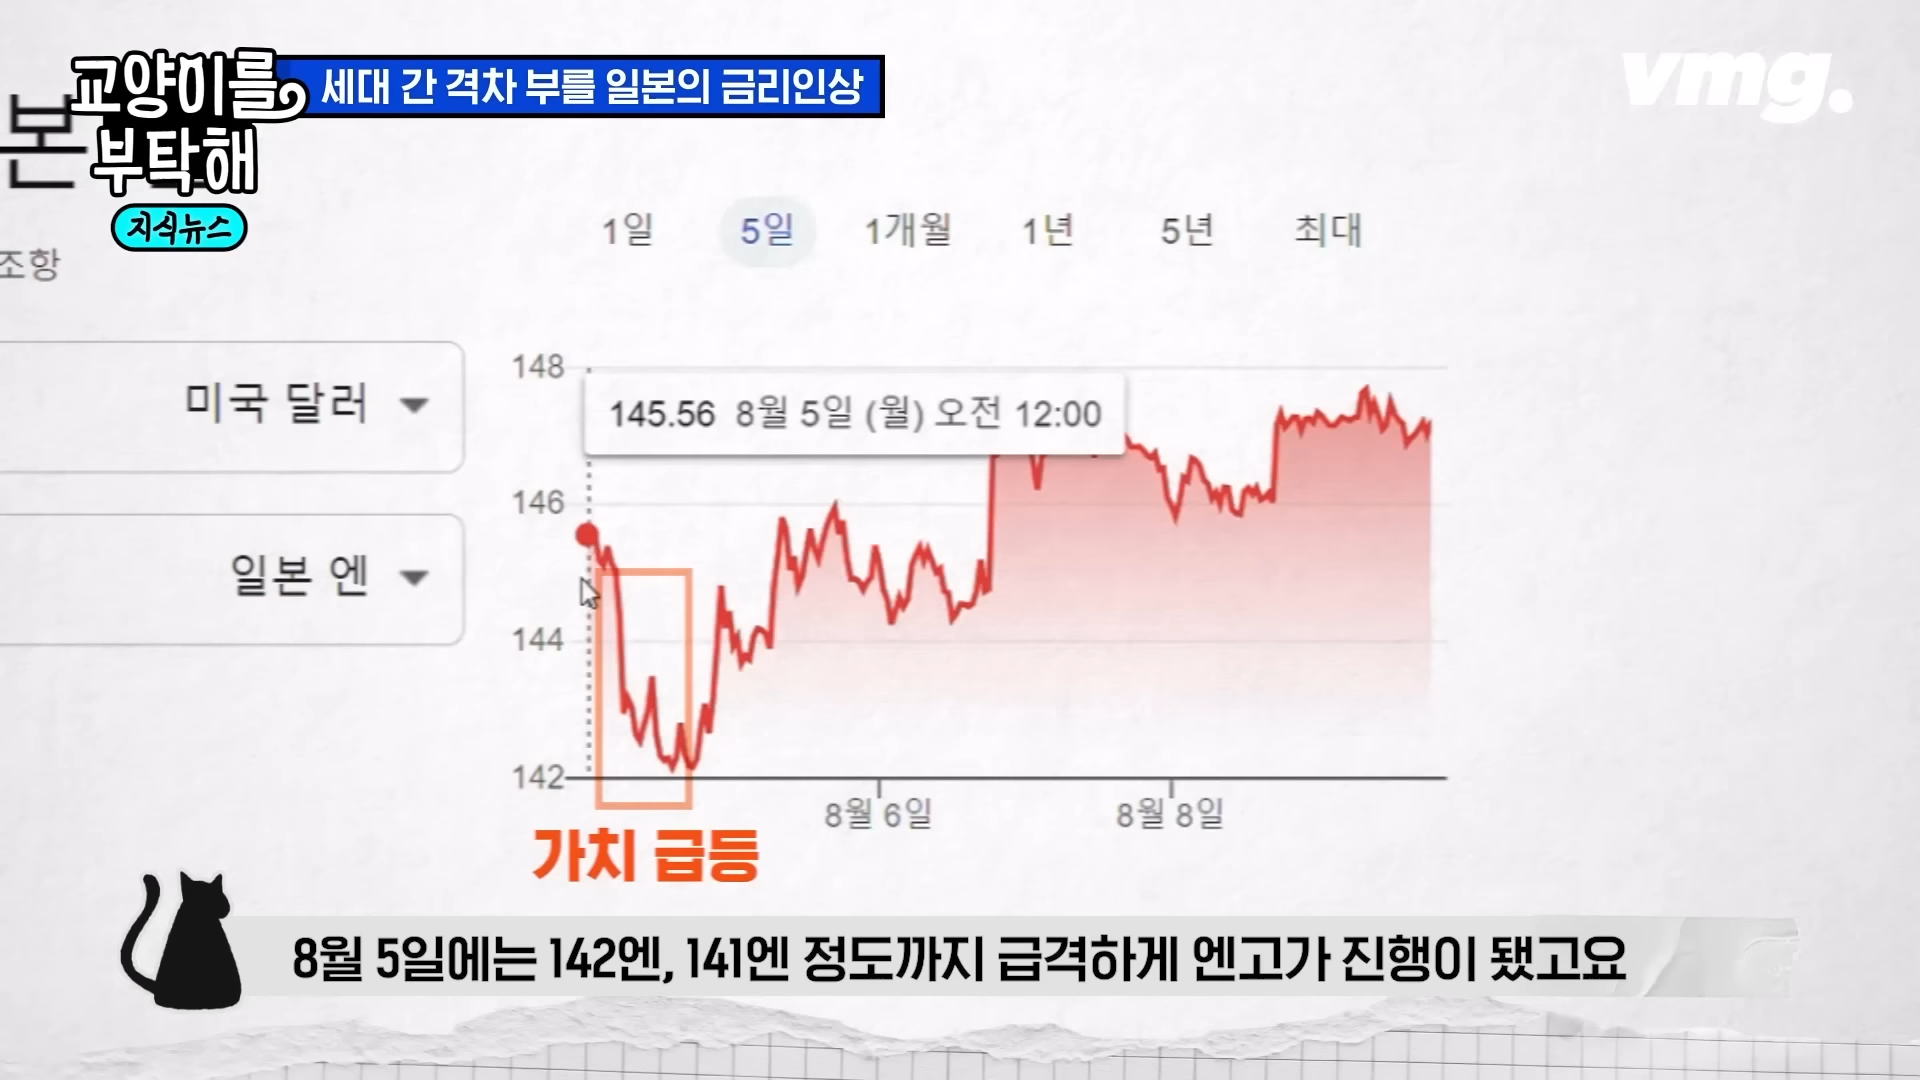 교양이를
부탁해
지식뉴스
세대 간 격차 부를 일본의 금리인상
vmg.
본
조항
1일 5일 1개월 1년 5년 최대
미국 달러
일본 엔
148
145.56 8월 5일 (월) 오전 12:00
146
144
142
8월 6일 8월 8일
가치 급등
8월 5일에는 142엔, 141엔 정도까지 급격하게 엔고가 진행이 됐고요